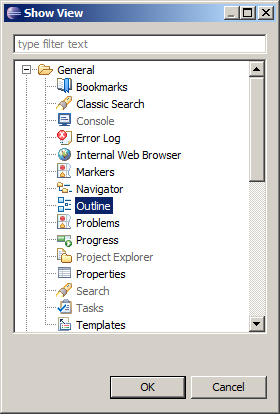 Show View
type filter text
General
Bookmarks
Classic Search
Console
Error Log
Internal Web Browser
Markers
Navigator
Outline
Problems
Progress
Project Explorer
Properties
Search
Tasks
Templates
OK Cancel